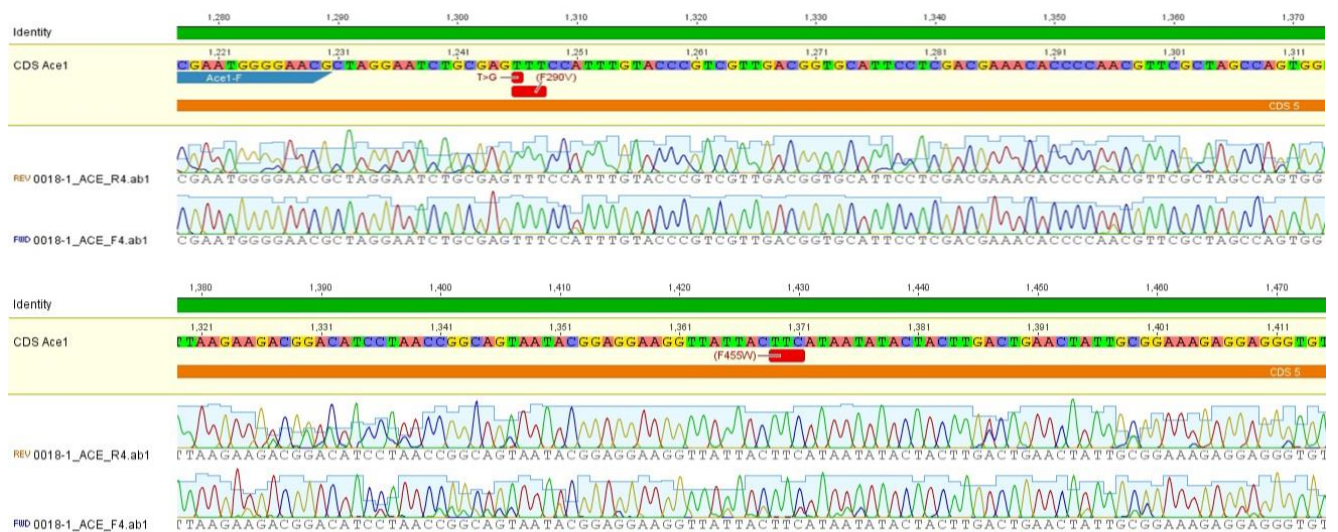 1,280 1,290 1,300 1,310 1,320 1,330 1,340 1,350 1,360 1,370
Identity
1,221 1,231 1,241 1,251 1,261 1,271 1,281 1,291 1,301 1,311
CDS Ace1 CGAATGGGGAACGCTAGGAATCTGCGAGTTTCCATTTGTACCCGTCGTTGACGGTGCATTCCTCGACGAAACACCCCAACGTTCGCTAGCCAGTGG
Ace1-F T>G (F290V)
CDS 5
REV 0018-1_ACE_R4.ab1 CGAATGGGGAACGCTAGGAATCTGCGAGTTTCCATTTGTACCCGTCGTTGACGGTGCATTCCTCGACGAAACACCCCAACGTTCGCTAGCCAGTGG
FWD 0018-1_ACE_F4.ab1 CGAATGGGGAACGCTAGGAATCTGCGAGTTTCCATTTGTACCCGTCGTTGACGGTGCATTCCTCGACGAAACACCCCAACGTTCGCTAGCCAGTGG
1,380 1,390 1,400 1,410 1,420 1,430 1,440 1,450 1,460 1,470
Identity
1,321 1,331 1,341 1,351 1,361 1,371 1,381 1,391 1,401 1,411
CDS Ace1 TTAAGAAGACGGACATCCTAACCGGCAGTAATACGGAGGAAGGTTATTACTTCATAATATACTACTTGACTGAACTATTGCGGAAAGAGGAGGGTGT
(F455W)
CDS 5
REV 0018-1_ACE_R4.ab1 TTAAGAAGACGGACATCCTAACCGGCAGTAATACGGAGGAAGGTTATTACTTCATAATATACTACTTGACTGAACTATTGCGGAAAGAGGAGGGTGT
FWD 0018-1_ACE_F4.ab1 TTAAGAAGACGGACATCCTAACCGGCAGTAATACGGAGGAAGGTTATTACTTCATAATATACTACTTGACTGAACTATTGCGGAAAGAGGAGGGTGT